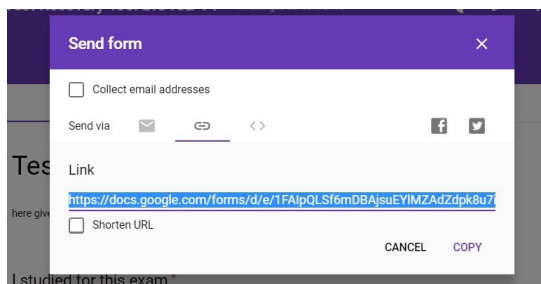 Send form
Collect email addresses
Send via
Link
https://docs.google.com/forms/d/e/1FAIpQLSf6mDBAjsuEYlMZAdZdpk8u7
Shorten URL
CANCEL COPY
Tes
here give
I studied for this exam *